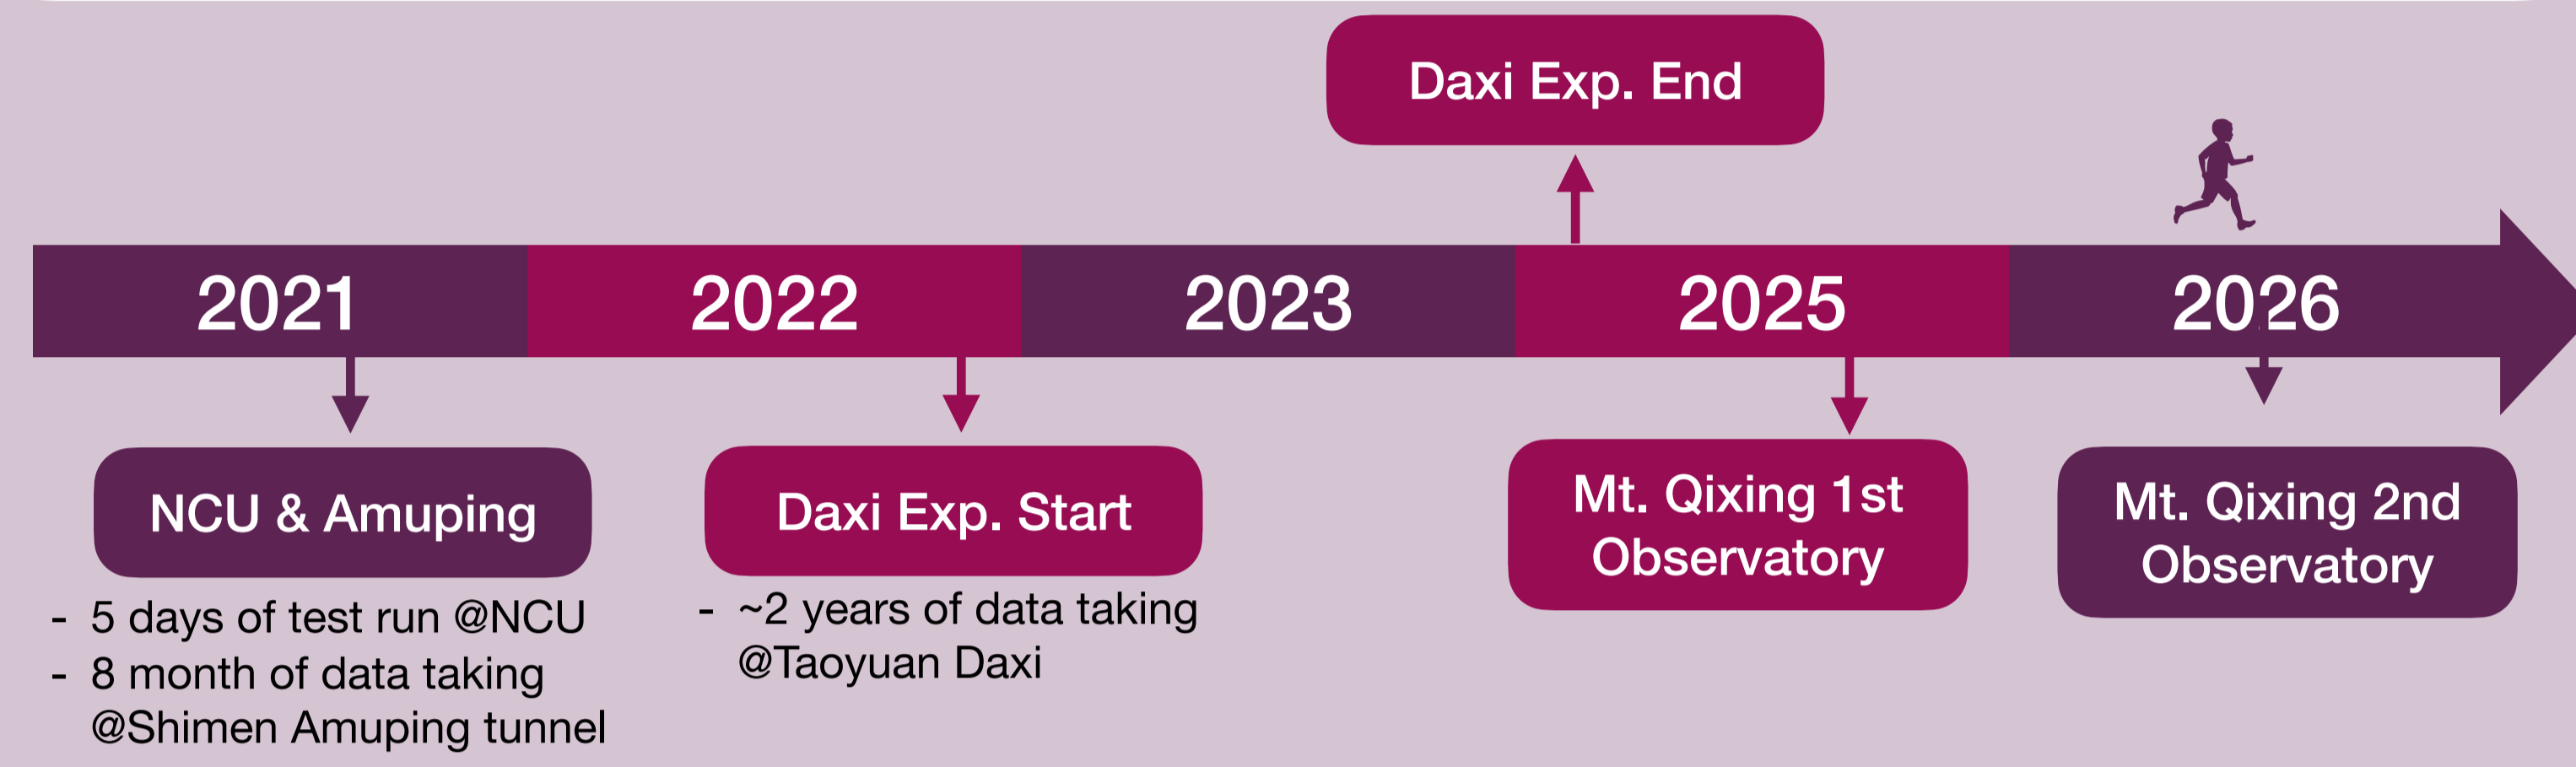 Daxi Exp. End
2021
2022
2023
2025
2026
NCU & Amuping
- 5 days of test run @NCU
- 8 month of data taking
@Shimen Amuping tunnel
Daxi Exp. Start
- ~2 years of data taking
@Taoyuan Daxi
Mt. Qixing 1st
Observatory
Mt. Qixing 2nd
Observatory